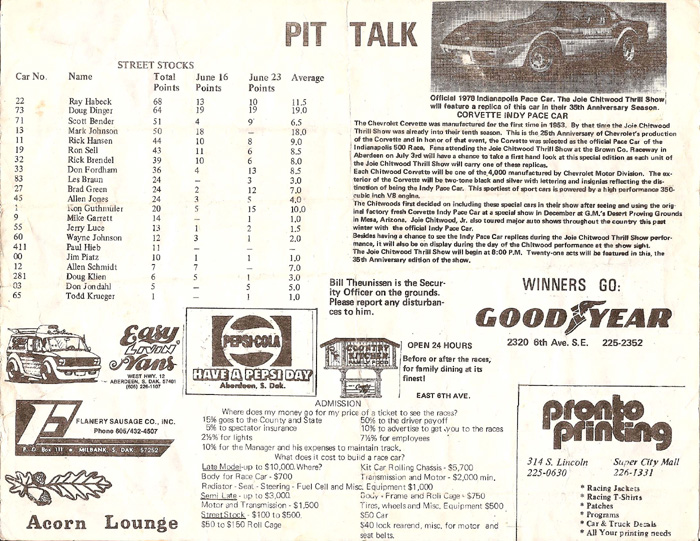 PIT TALK
STREET STOCKS
Car No. Name Total Points June 16 Points June 23 Points Average
22 Ray Habeck 68 13 10 11,5
73 Doug Dinger 64 19 19 19,0
71 Scott Bender 51 4 9 6,5
13 Mark Johnson 50 18 — 18,0
11 Rick Hansen 44 10 8 9,0
19 Ron Sell 43 11 6 8,5
32 Rick Brendel 39 10 6 8,0
33 Don Fordham 36 4 13 8,5
83 Les Braun 24 — — 3,0
27 Brad Green 24 2 12 7,0
45 Allen Jones 24 3 5 4,0
1 Ron Guthmiller 20 5 15 10,0
9 Mike Garrett 14 — 1 1,0
55 Jerry Luce 13 1 2 1,5
60 Wayne Johnson 12 3 1 2,0
411 Paul Hieb 11 — — —
00 Jim Piatz 10 1 1 1,0
12 Allen Schmidt 7 7 — 7,0
281 Doug Klien 6 5 1 3,0
03 Don Jondahl 5 — 5 5,0
65 Todd Krueger 1 — 1 1,0
Official 1978 Indianapolis Pace Car. The Joie Chitwood Thrill Show
will feature a replica of this car in their 35th Anniversary Season.
CORVETTE INDY PACE CAR
The Chevrolet Corvette was manufactured for the first time in 1953. By that time the Joie Chitwood
Thrill Show was already into their tenth season. This is the 25th Anniversary of Chevrolet's production
of the Corvette and in honor of that event, the Corvette was selected as the official Pace Car of the
Indianapolis 500 Race. Fans attending the Joie Chitwood Thrill Show at the Brown Co. Raceway in
Aberdeen on July 3rd will have a chance to take a first hand look at this special edition as each unit of
the Joie Chitwood Thrill Show will carry one of these replicas.
Each Chitwood Corvette will be one of the 4,000 manufactured by Chevrolet Motor Division. The ex-
terior of the Corvette will be two-tone black and silver with lettering and insignias reflecting the dis-
tinction of being the Indy Pace Car. This sportiest of sport cars is powered by a high performance 350-
cubic inch V8 engine.
The Chitwoods first decided on including these special cars in their show after seeing and using the orig-
inal factory fresh Corvette Indy Pace Car at a special show in December at G.M.'s Desert Proving Grounds
in Mesa, Arizona. Joie Chitwood, Jr. also toured major auto shows throughout the country this past
winter with the official Indy Pace Car.
Besides having a chance to see the Indy Pace Car replicas during the Joie Chitwood Thrill Show perfor-
mance, it will also be on display during the day of the Chitwood performance at the show sight.
The Joie Chitwood Thrill Show will begin at 8:00 P.M. Twenty-one acts will be featured in this, the
35th Anniversary edition of the show.
Bill Theunissen is the Secur-
ity Officer on the grounds.
Please report any disturban-
ces to him.
WINNERS GO:
GOODYEAR
2320 6th Ave. S.E. 225-2352
Easy
Livin'
Vans
WEST HWY. 12
ABERDEEN, S. DAK. 57401
(605) 226-1107
PEPSI-COLA
HAVE A PEPSI DAY
Aberdeen, S. Dak.
COUNTRY
KITCHEN
FAMILY FOOD
OPEN 24 HOURS
Before or after the races,
for family dining at its
finest!
EAST 6TH AVE.
FLANERY SAUSAGE CO., INC.
Phone 605/432-4507
P. O. Box 111 • MILBANK, S. DAK. 57252
Acorn Lounge
ADMISSION
Where does my money go for my price of a ticket to see the races?
15% goes to the County and State 50% to the driver payoff
5% to spectator insurance 10% to advertise to get you to the races
2½% for lights 7½% for employees
10% for the Manager and his expenses to maintain track.
What does it cost to build a race car?
Late Model-up to $10,000. Where? Kit Car Rolling Chassis - $5,700
Body for Race Car - $700 Transmission and Motor - $2,000 min,
Radiator - Seat - Steering - Fuel Cell and Misc. Equipment $1,000
Semi Late - up to $3,000 Body - Frame and Roll Cage - $750
Motor and Transmission - $1,500 Tires, wheels and Misc. Equipment $500
Street Stock - $100 to $500 $50 Car
$50 to $150 Roll Cage $40 lock rearend, misc, for motor and
seat belts.
pronto
printing
314 S. Lincoln Super City Mall
225-0630 226-1331
* Racing Jackets
* Racing T-Shirts
* Patches
* Programs
* Car & Truck Decals
* All Your printing needs